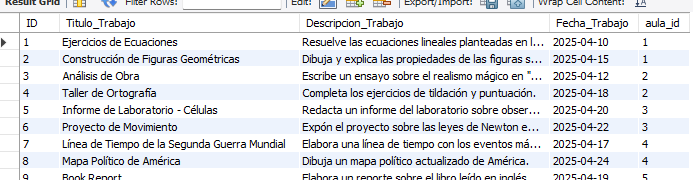 Result Grid Filter Rows: Edit: Export/Import: Wrap Cell Content:
ID Titulo_Trabajo Descripcion_Trabajo Fecha_Trabajo aula_id
1 Ejercicios de Ecuaciones Resuelve las ecuaciones lineales planteadas en l... 2025-04-10 1
2 Construcción de Figuras Geométricas Dibuja y explica las propiedades de las figuras s... 2025-04-15 1
3 Análisis de Obra Escribe un ensayo sobre el realismo mágico en "... 2025-04-12 2
4 Taller de Ortografía Completa los ejercicios de tildación y puntuación. 2025-04-18 2
5 Informe de Laboratorio - Células Redacta un informe del laboratorio sobre obser... 2025-04-20 3
6 Proyecto de Movimiento Expón el proyecto sobre las leyes de Newton e... 2025-04-22 3
7 Línea de Tiempo de la Segunda Guerra Mundial Elabora una línea de tiempo con los eventos má... 2025-04-17 4
8 Mapa Político de América Dibuja un mapa político actualizado de América. 2025-04-24 4
9 Book Report Elabora un reporte sobre el libro leído en inglés 2025-04-19 5